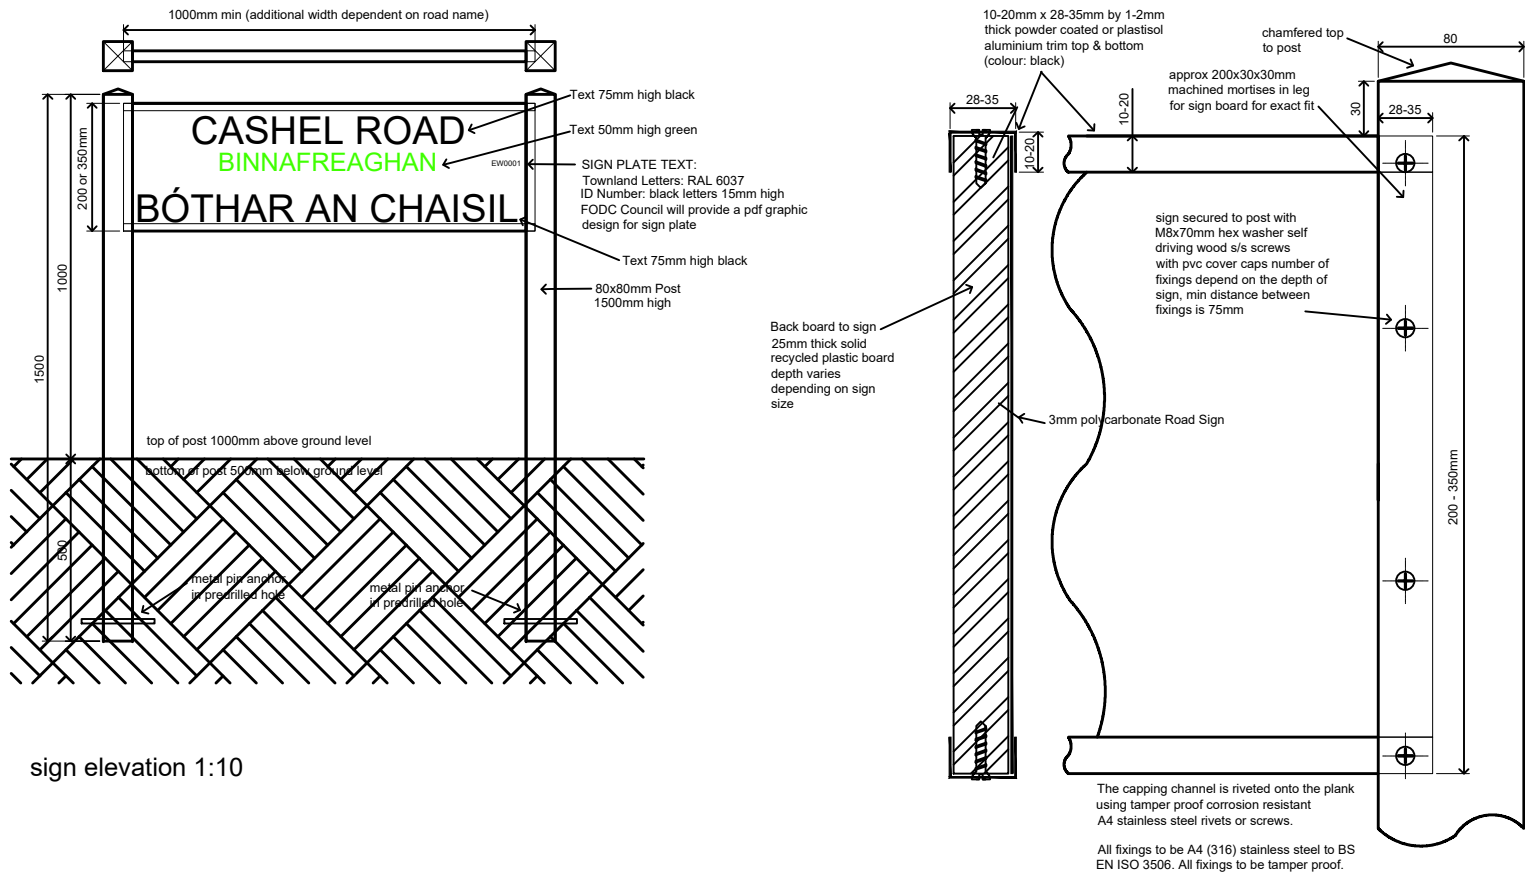 1000mm min (additional width dependent on road name)
CASHEL ROAD
BINNAFREAGHAN
EW0001
BÓTHAR AN CHAISIL
200 or 350mm
1000
1500
500
Text 75mm high black
Text 50mm high green
SIGN PLATE TEXT:
Townland Letters: RAL 6037
ID Number: black letters 15mm high
FODC Council will provide a pdf graphic
design for sign plate
Text 75mm high black
80x80mm Post
1500mm high
top of post 1000mm above ground level
bottom of post 500mm below ground level
metal pin anchor
in predrilled hole
metal pin anchor
in predrilled hole
sign elevation 1:10
10-20mm x 28-35mm by 1-2mm
thick powder coated or plastisol
aluminium trim top & bottom
(colour: black)
28-35
10-20
10-20
Back board to sign
25mm thick solid
recycled plastic board
depth varies
depending on sign
size
3mm polycarbonate Road Sign
chamfered top
to post
80
approx 200x30x30mm
machined mortises in leg
for sign board for exact fit
30
28-35
sign secured to post with
M8x70mm hex washer self
driving wood s/s screws
with pvc cover caps number of
fixings depend on the depth of
sign, min distance between
fixings is 75mm
200 - 350mm
The capping channel is riveted onto the plank
using tamper proof corrosion resistant
A4 stainless steel rivets or screws.
All fixings to be A4 (316) stainless steel to BS
EN ISO 3506. All fixings to be tamper proof.